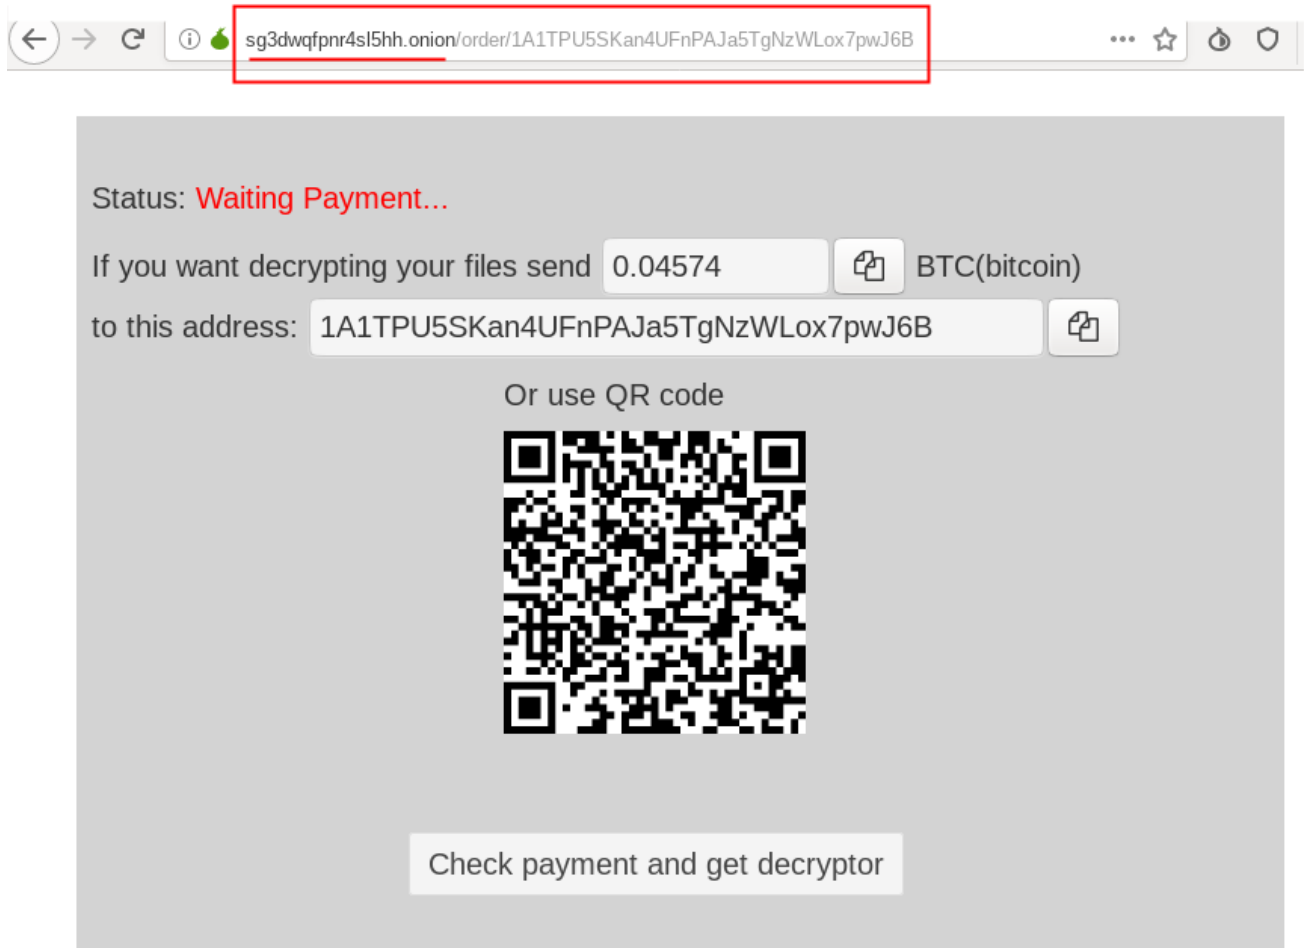 sg3dwqfpnr4sl5hh.onion/order/1A1TPU5SKan4UFnPAJa5TgNzWLox7pwJ6B
Status: Waiting Payment...
If you want decrypting your files send 0.04574 BTC(bitcoin)
to this address: 1A1TPU5SKan4UFnPAJa5TgNzWLox7pwJ6B
Or use QR code
Check payment and get decryptor